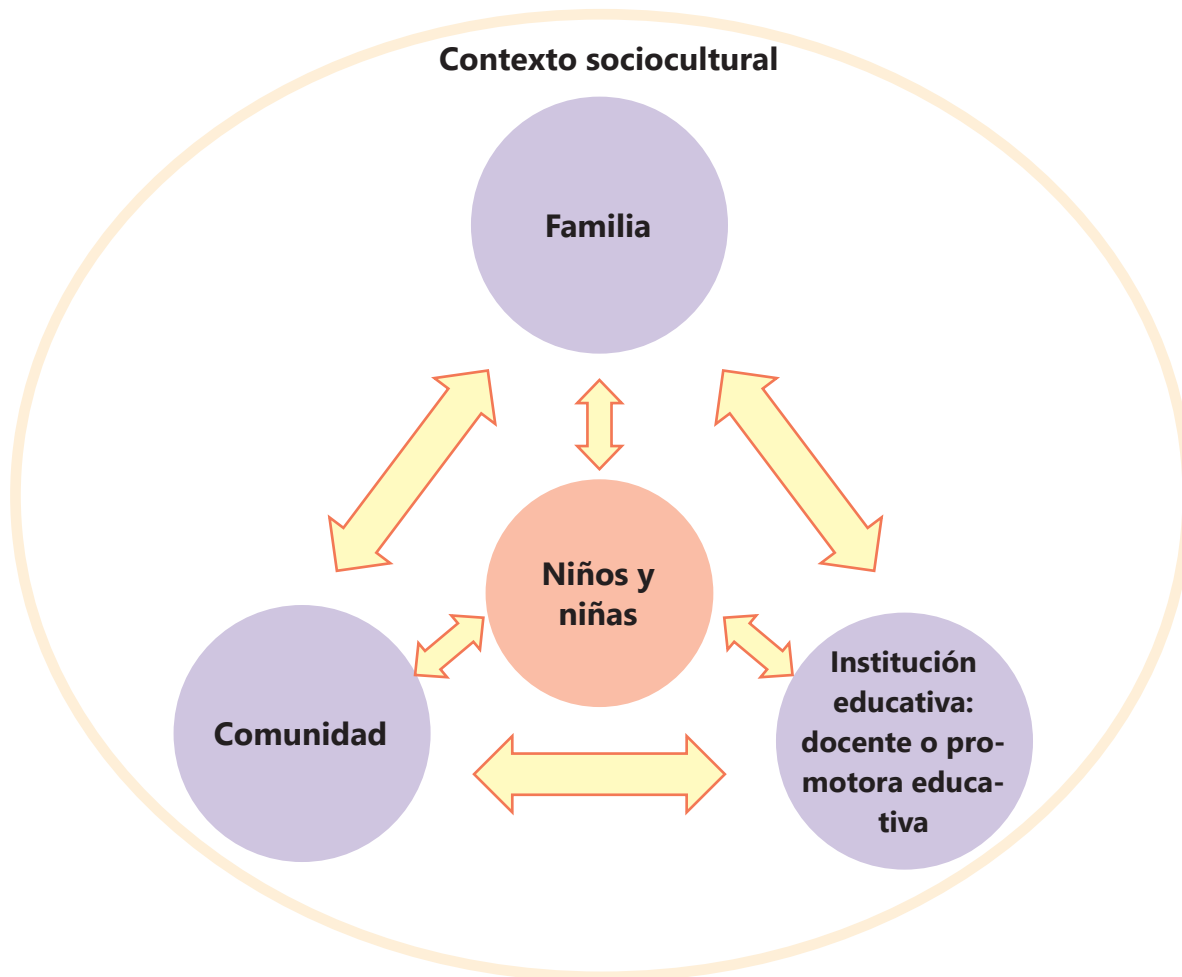 Contexto sociocultural
Familia
Niños y
niñas
Comunidad
Institución
educativa:
docente o pro-
motora educa-
tiva